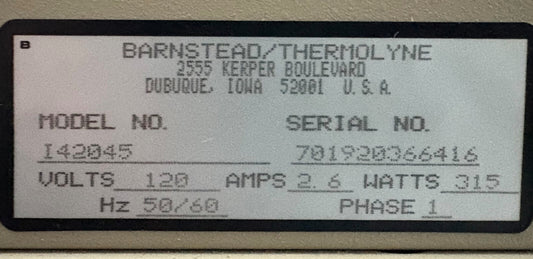 B
BARNSTEAD/THERMOLYNE
2555 KERPER BOULEVARD
DUBUQUE, IOWA 52001 U.S.A.
MODEL NO. SERIAL NO.
I42045 701920366416
VOLTS 120 AMPS 2.6 WATTS 315
Hz 50/60 PHASE 1